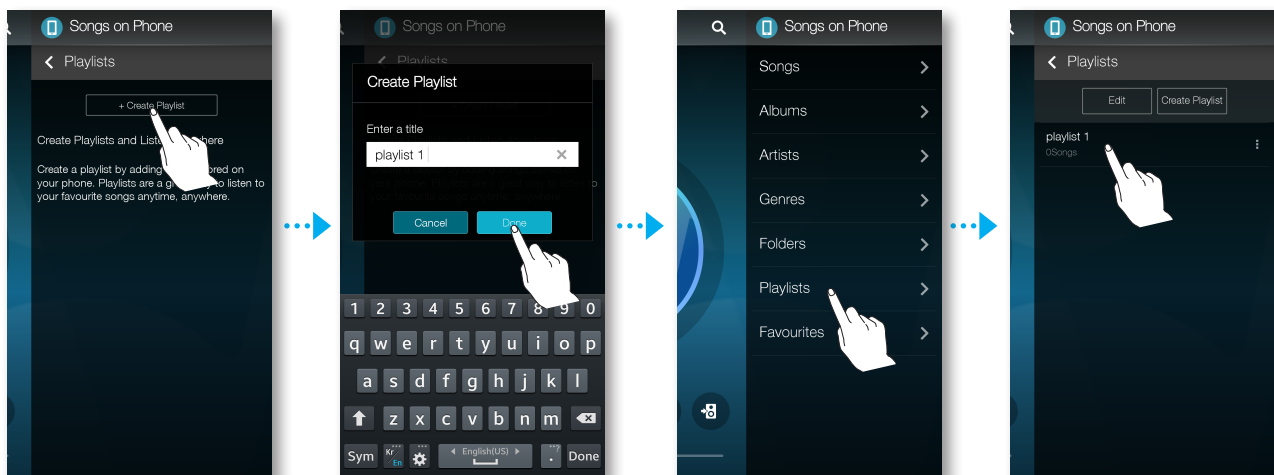 Songs on Phone
Playlists
+ Create Playlist
Create Playlists and Listen
Create a playlist by adding on
your phone. Playlists are a to listen to
your favourite songs anytime, anywhere.
Songs on Phone
Playlists
Create Playlist
Enter a title
playlist 1
Cancel Done
1 2 3 4 5 6 7 8 9 0
q w e r t y u i o p
a s d f g h j k l
z x c v b n m
Sym Kr/En English(US) . Done
Songs on Phone
Songs
Albums
Artists
Genres
Folders
Playlists
Favourites
Songs on Phone
Playlists
Edit Create Playlist
playlist 1
0Songs